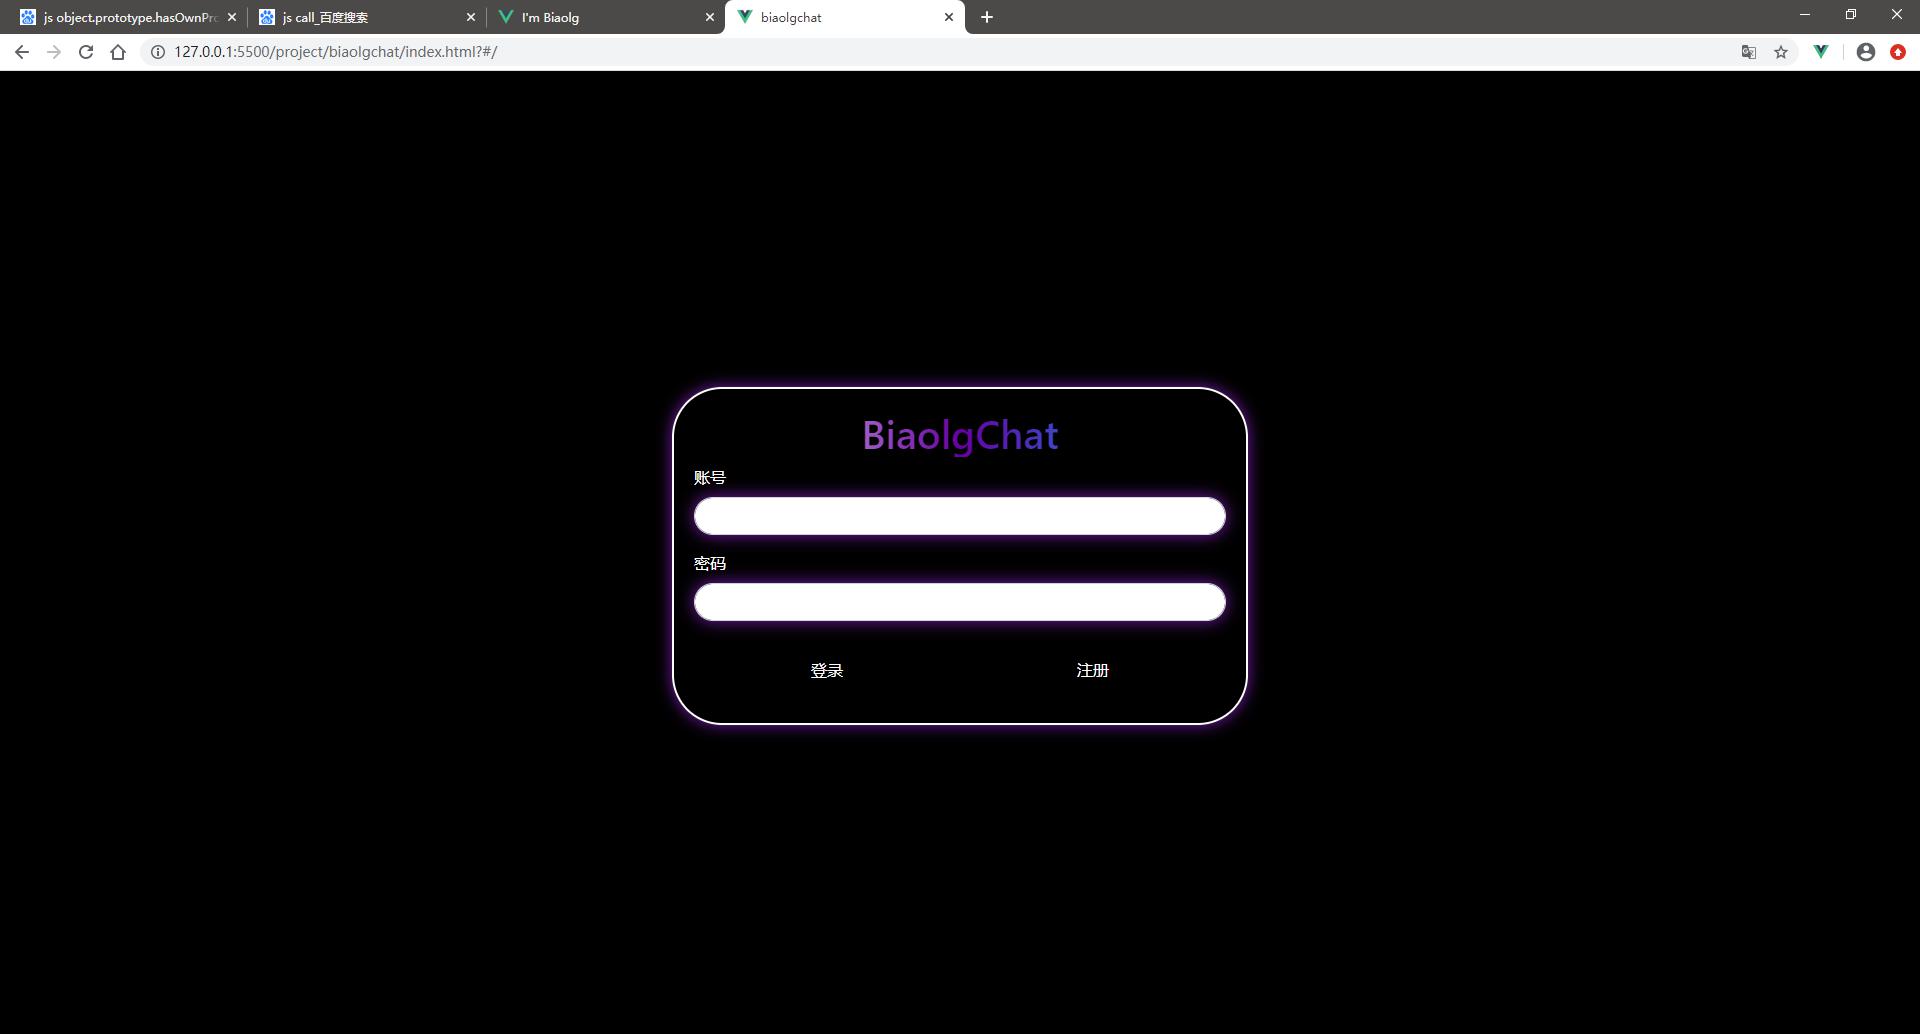 js object.prototype.hasOwnPro
js call_百度搜索
I'm Biaolg
biaolgchat
127.0.0.1:5500/project/biaolgchat/index.html?#/
BiaolgChat
账号
密码
登录
注册